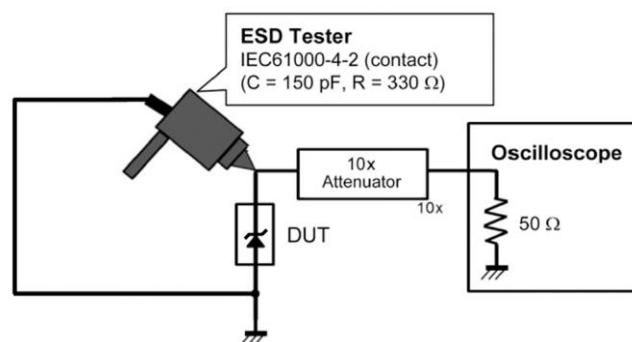 ESD Tester
IEC61000-4-2 (contact)
(C = 150 pF, R = 330 Ω)
Oscilloscope
10x
Attenuator
10x
50 Ω
DUT